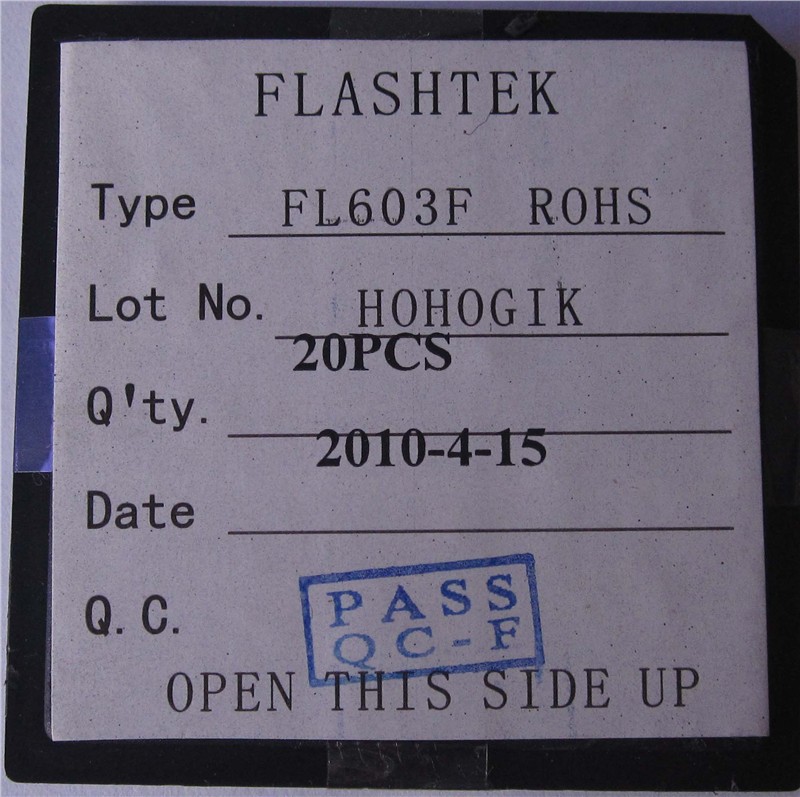 FLASHTEK
Type FL603F ROHS
Lot No. HOHOGIK
20PCS
Q'ty.
2010-4-15
Date
Q.C.
PASS
QC-F
OPEN THIS SIDE UP